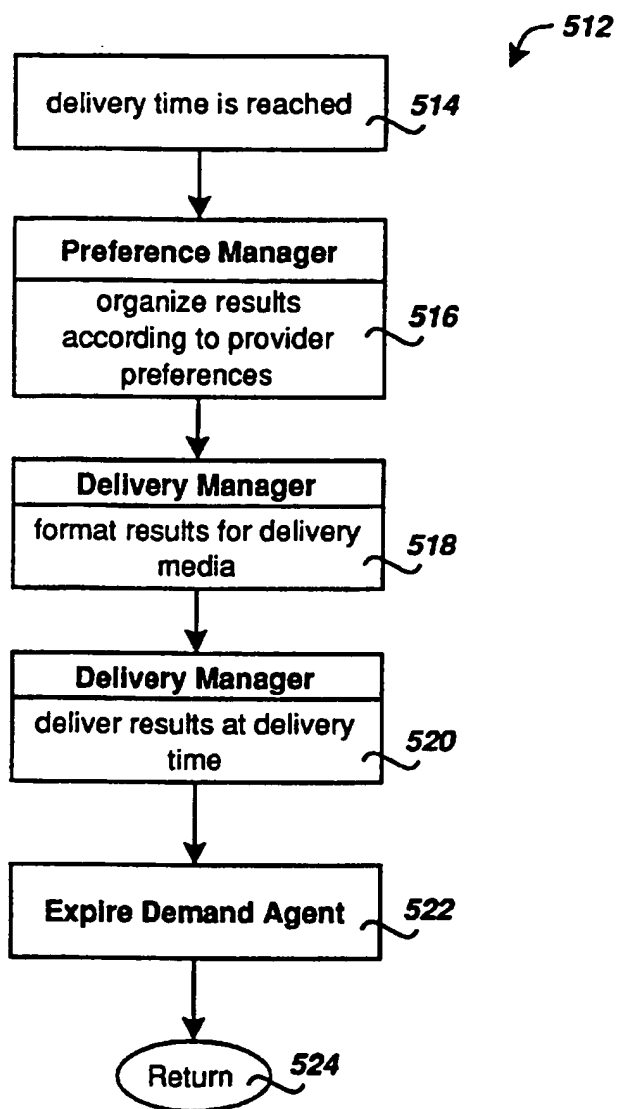 512
delivery time is reached
514
Preference Manager
organize results
according to provider
preferences
516
Delivery Manager
format results for delivery
media
518
Delivery Manager
deliver results at delivery
time
520
Expire Demand Agent
522
Return
524